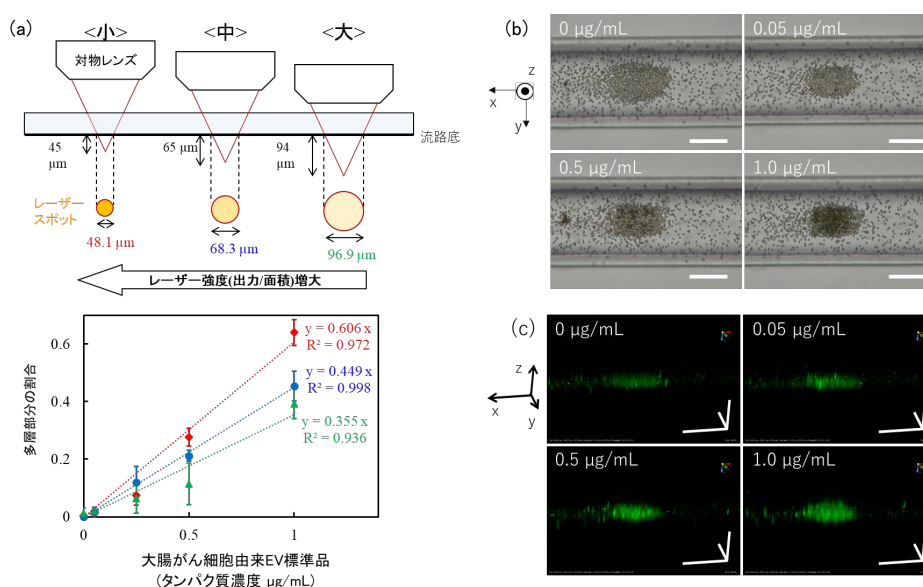 (a)
<小>
<中>
<大>
対物レンズ
流路底
45
μm
65 μm
94
μm
レーザー
スポット
48.1 μm
68.3 μm
96.9 μm
レーザー強度(出力/面積)増大
y = 0.606 x
R² = 0.972
y = 0.449 x
R² = 0.998
y = 0.355 x
R² = 0.936
多層部分の割合
0.6
0.4
0.2
0
0
0.5
1
大腸がん細胞由来EV標準品
(タンパク質濃度 μg/mL)
(b)
0 μg/mL
0.05 μg/mL
0.5 μg/mL
1.0 μg/mL
z
x
y
(c)
0 μg/mL
0.05 μg/mL
0.5 μg/mL
1.0 μg/mL
z
x
y